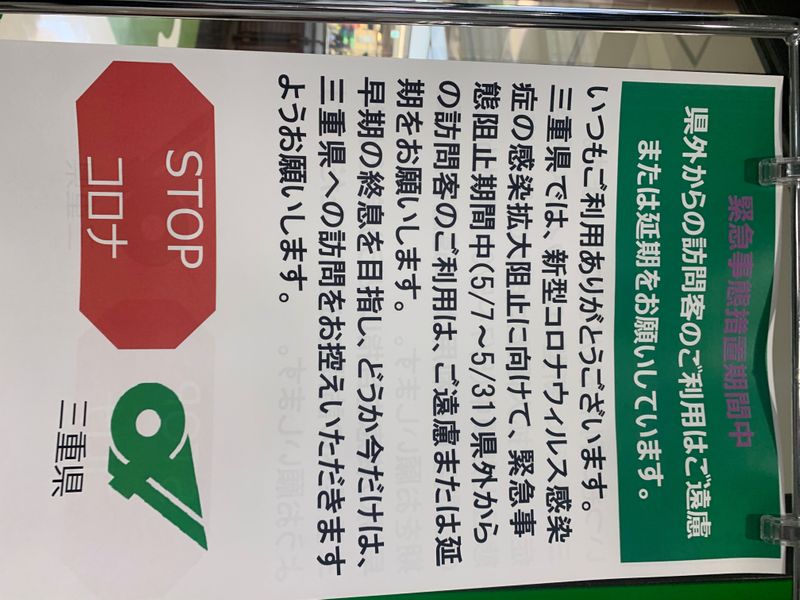 緊急事態措置期間中
県外からの訪問客のご利用はご遠慮
または延期をお願いしています。
いつもご利用ありがとうございます。
三重県では、新型コロナウィルス感染
症の感染拡大阻止に向けて、緊急事
態阻止期間中(5/7～5/31)県外から
の訪問客のご利用は、ご遠慮または延
期をお願いします。
早期の終息を目指し、どうか今だけは、
三重県への訪問をお控えいただきます
ようお願いします。
STOP
コロナ
三重県